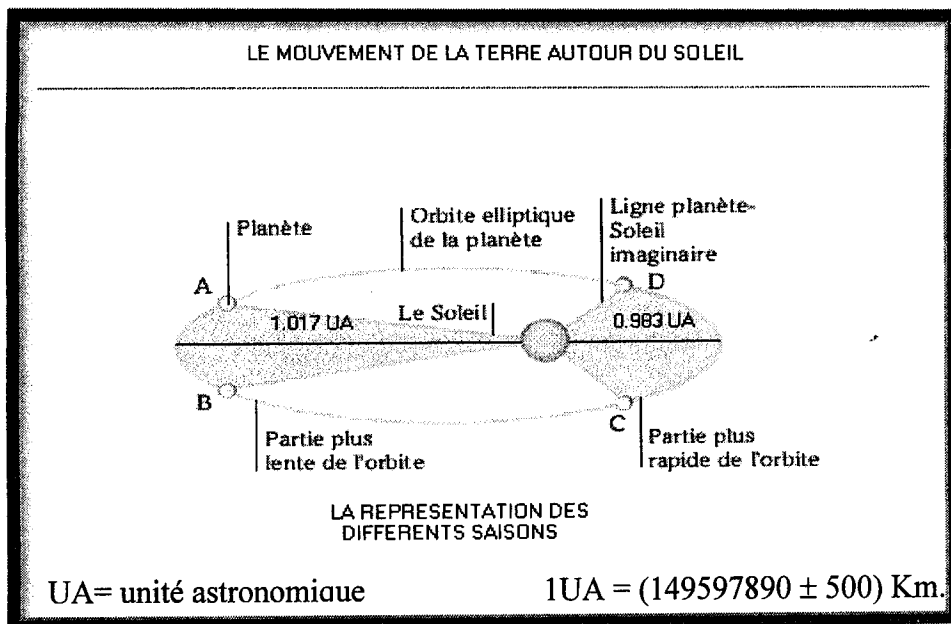 LE MOUVEMENT DE LA TERRE AUTOUR DU SOLEIL
Planète
Orbite elliptique
de la planète
Ligne planète-
Soleil
imaginaire
A
D
1.017 UA
Le Soleil
0.983 UA
B
C
Partie plus
lente de l'orbite
Partie plus
rapide de l'orbite
LA REPRESENTATION DES
DIFFERENTS SAISONS
UA= unité astronomique
1UA = (149597890 ± 500) Km.